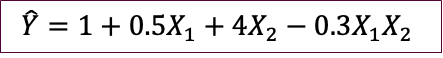 Ŷ = 1 + 0.5X₁ + 4X₂ − 0.3X₁X₂